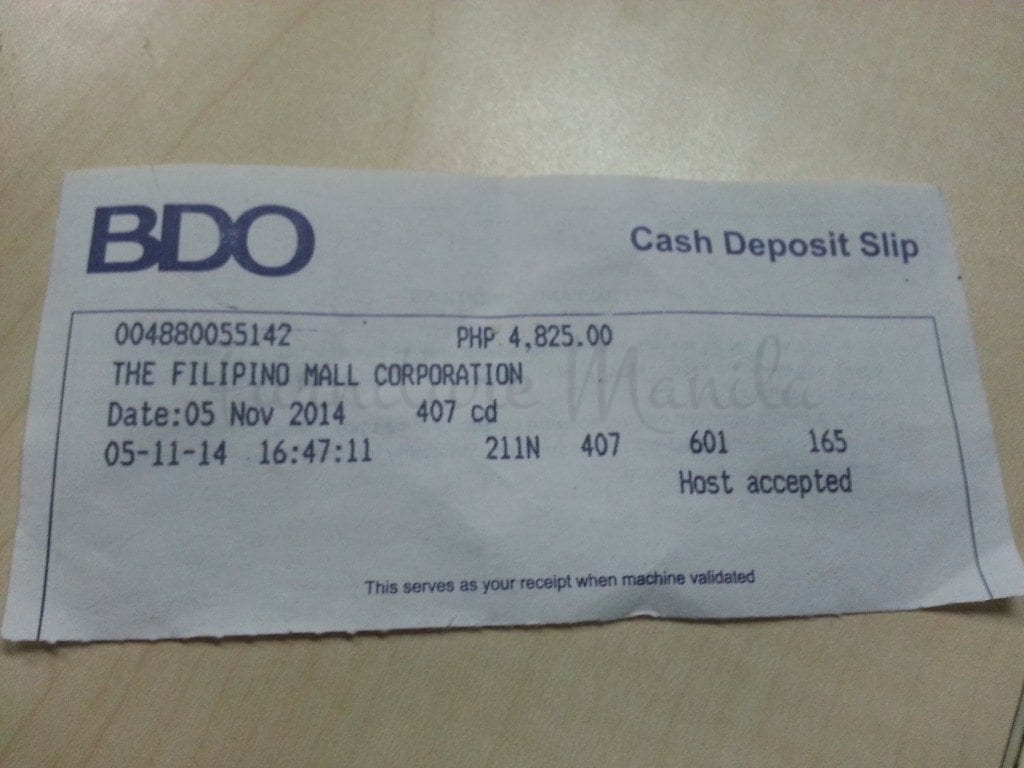 BDO
Cash Deposit Slip
004880055142 PHP 4,825.00
THE FILIPINO MALL CORPORATION
Date:05 Nov 2014 407 cd
05-11-14 16:47:11 211N 407 601 165
Host accepted
This serves as your receipt when machine validated
Furniture Manila